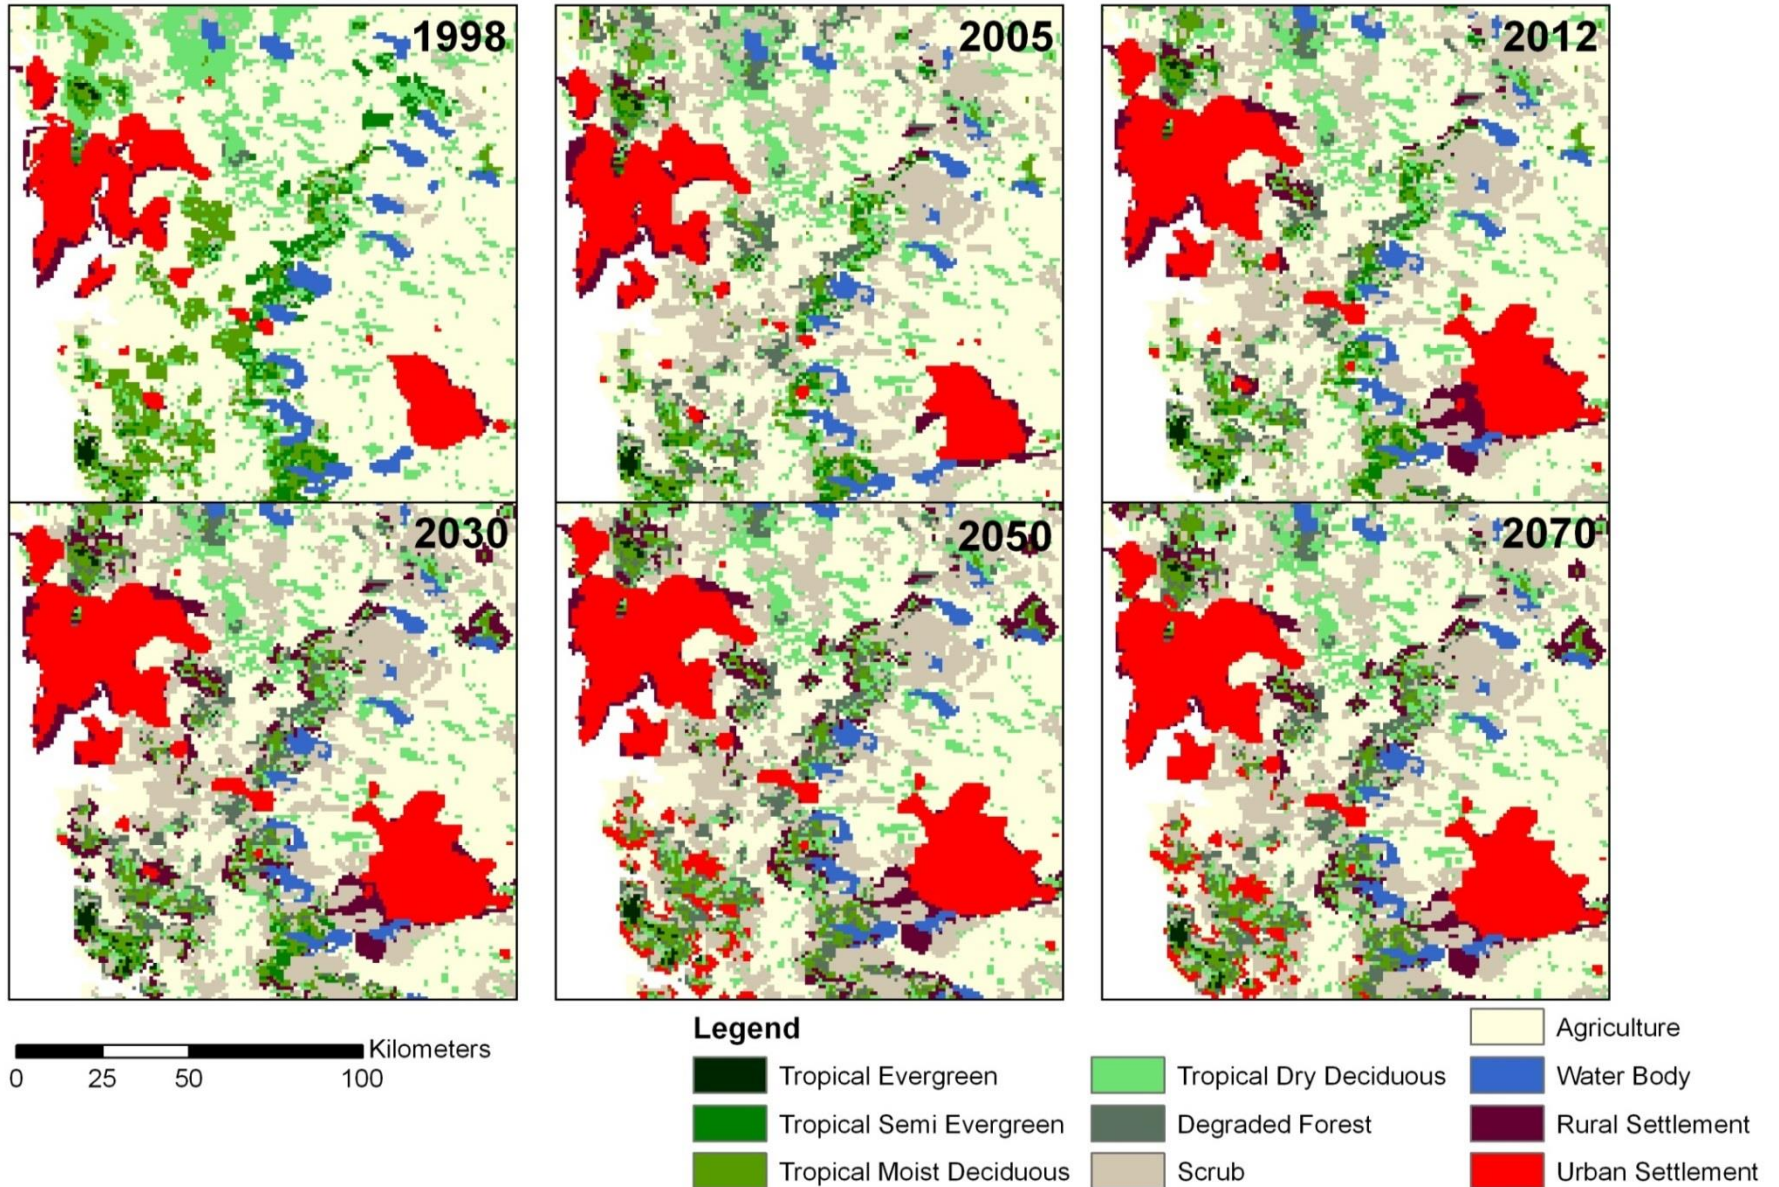 1998
2005
2012
2030
2050
2070
Kilometers
0 25 50 100
Legend
Tropical Evergreen
Tropical Semi Evergreen
Tropical Moist Deciduous
Tropical Dry Deciduous
Degraded Forest
Scrub
Agriculture
Water Body
Rural Settlement
Urban Settlement